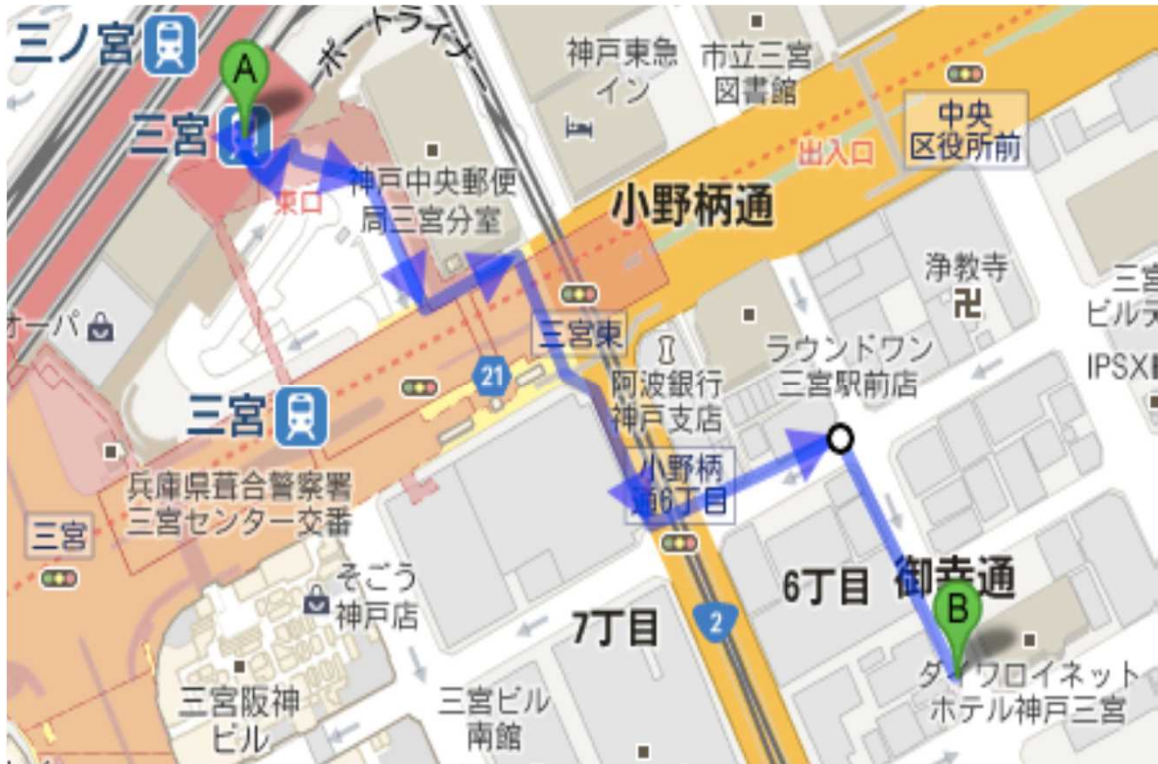 三ノ宮
A
三宮
東口
ポートライナー
神戸中央郵便
局三宮分室
神戸東急
イン
市立三宮
図書館
中央
区役所前
出入口
小野柄通
浄教寺
卍
三宮
ビルデ
IPSX
オーパ
三宮東
21
ラウンドワン
三宮駅前店
阿波銀行
神戸支店
三宮
小野柄
通6丁目
兵庫県葺合警察署
三宮センター交番
三宮
そごう
神戸店
7丁目
2
6丁目
御幸通
B
ダイワロイネット
ホテル神戸三宮
三宮阪神
ビル
三宮ビル
南館